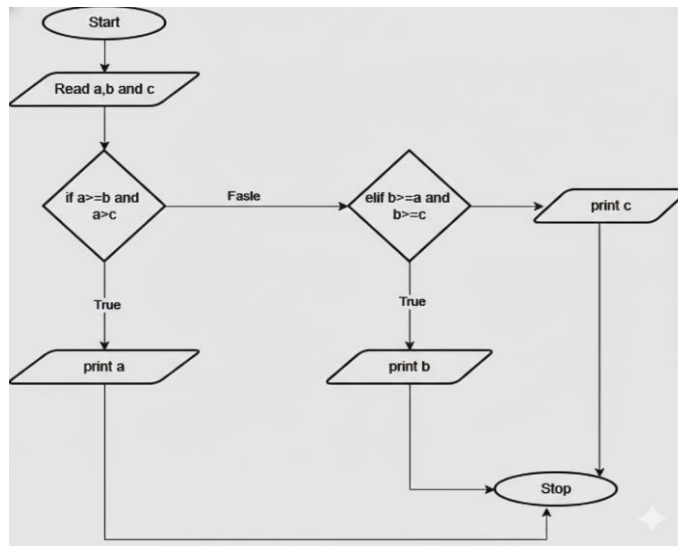 Start
Read a,b and c
if a>=b and
a>c
Fasle
elif b>=a and
b>=c
print c
True
True
print a
print b
Stop